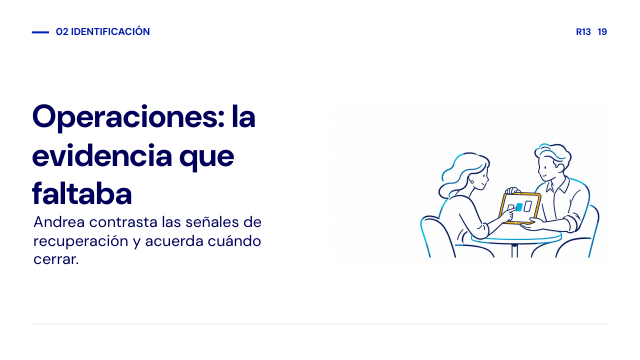 02 IDENTIFICACIÓN
R13 19
Operaciones: la
evidencia que
faltaba
Andrea contrasta las señales de
recuperación y acuerda cuándo
cerrar.